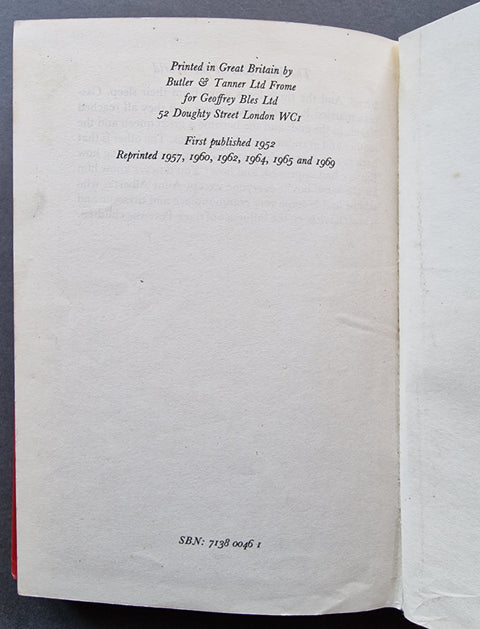 Printed in Great Britain by
Butler & Tanner Ltd Frome
for Geoffrey Bles Ltd
52 Doughty Street London WC1
First published 1952
Reprinted 1957, 1960, 1962, 1964, 1965 and 1969
SBN: 7138 0046 1